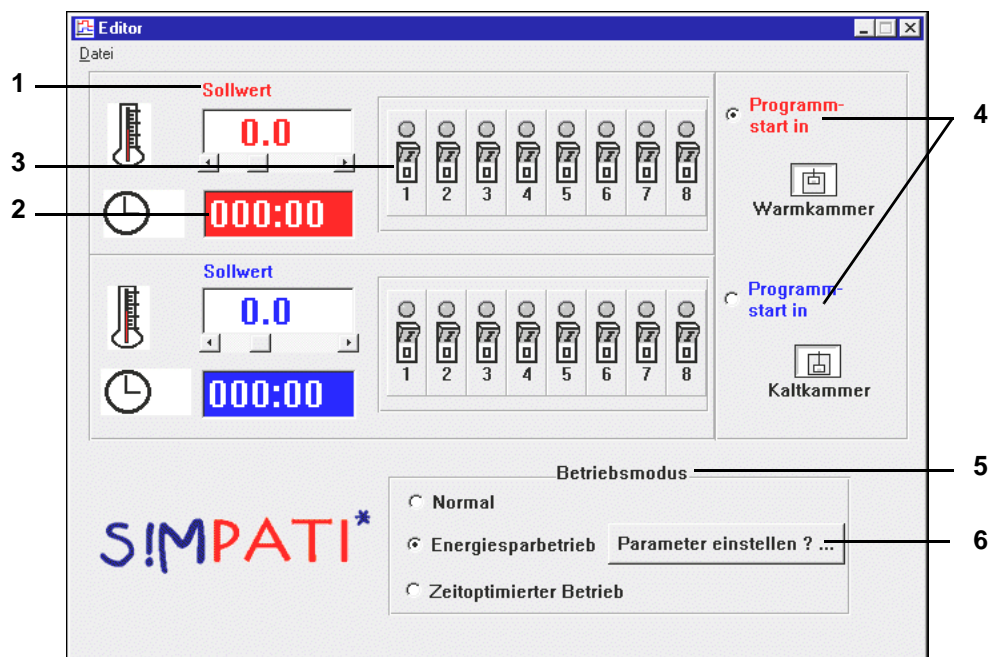 Editor
Datei
1
Sollwert
0.0
3
1 2 3 4 5 6 7 8
2
000:00
Programm-
start in
4
Warmkammer
Sollwert
0.0
1 2 3 4 5 6 7 8
000:00
Programm-
start in
Kaltkammer
Betriebsmodus
5
Normal
Energiesparbetrieb
Parameter einstellen ? ...
6
Zeitoptimierter Betrieb
S!MPATI*